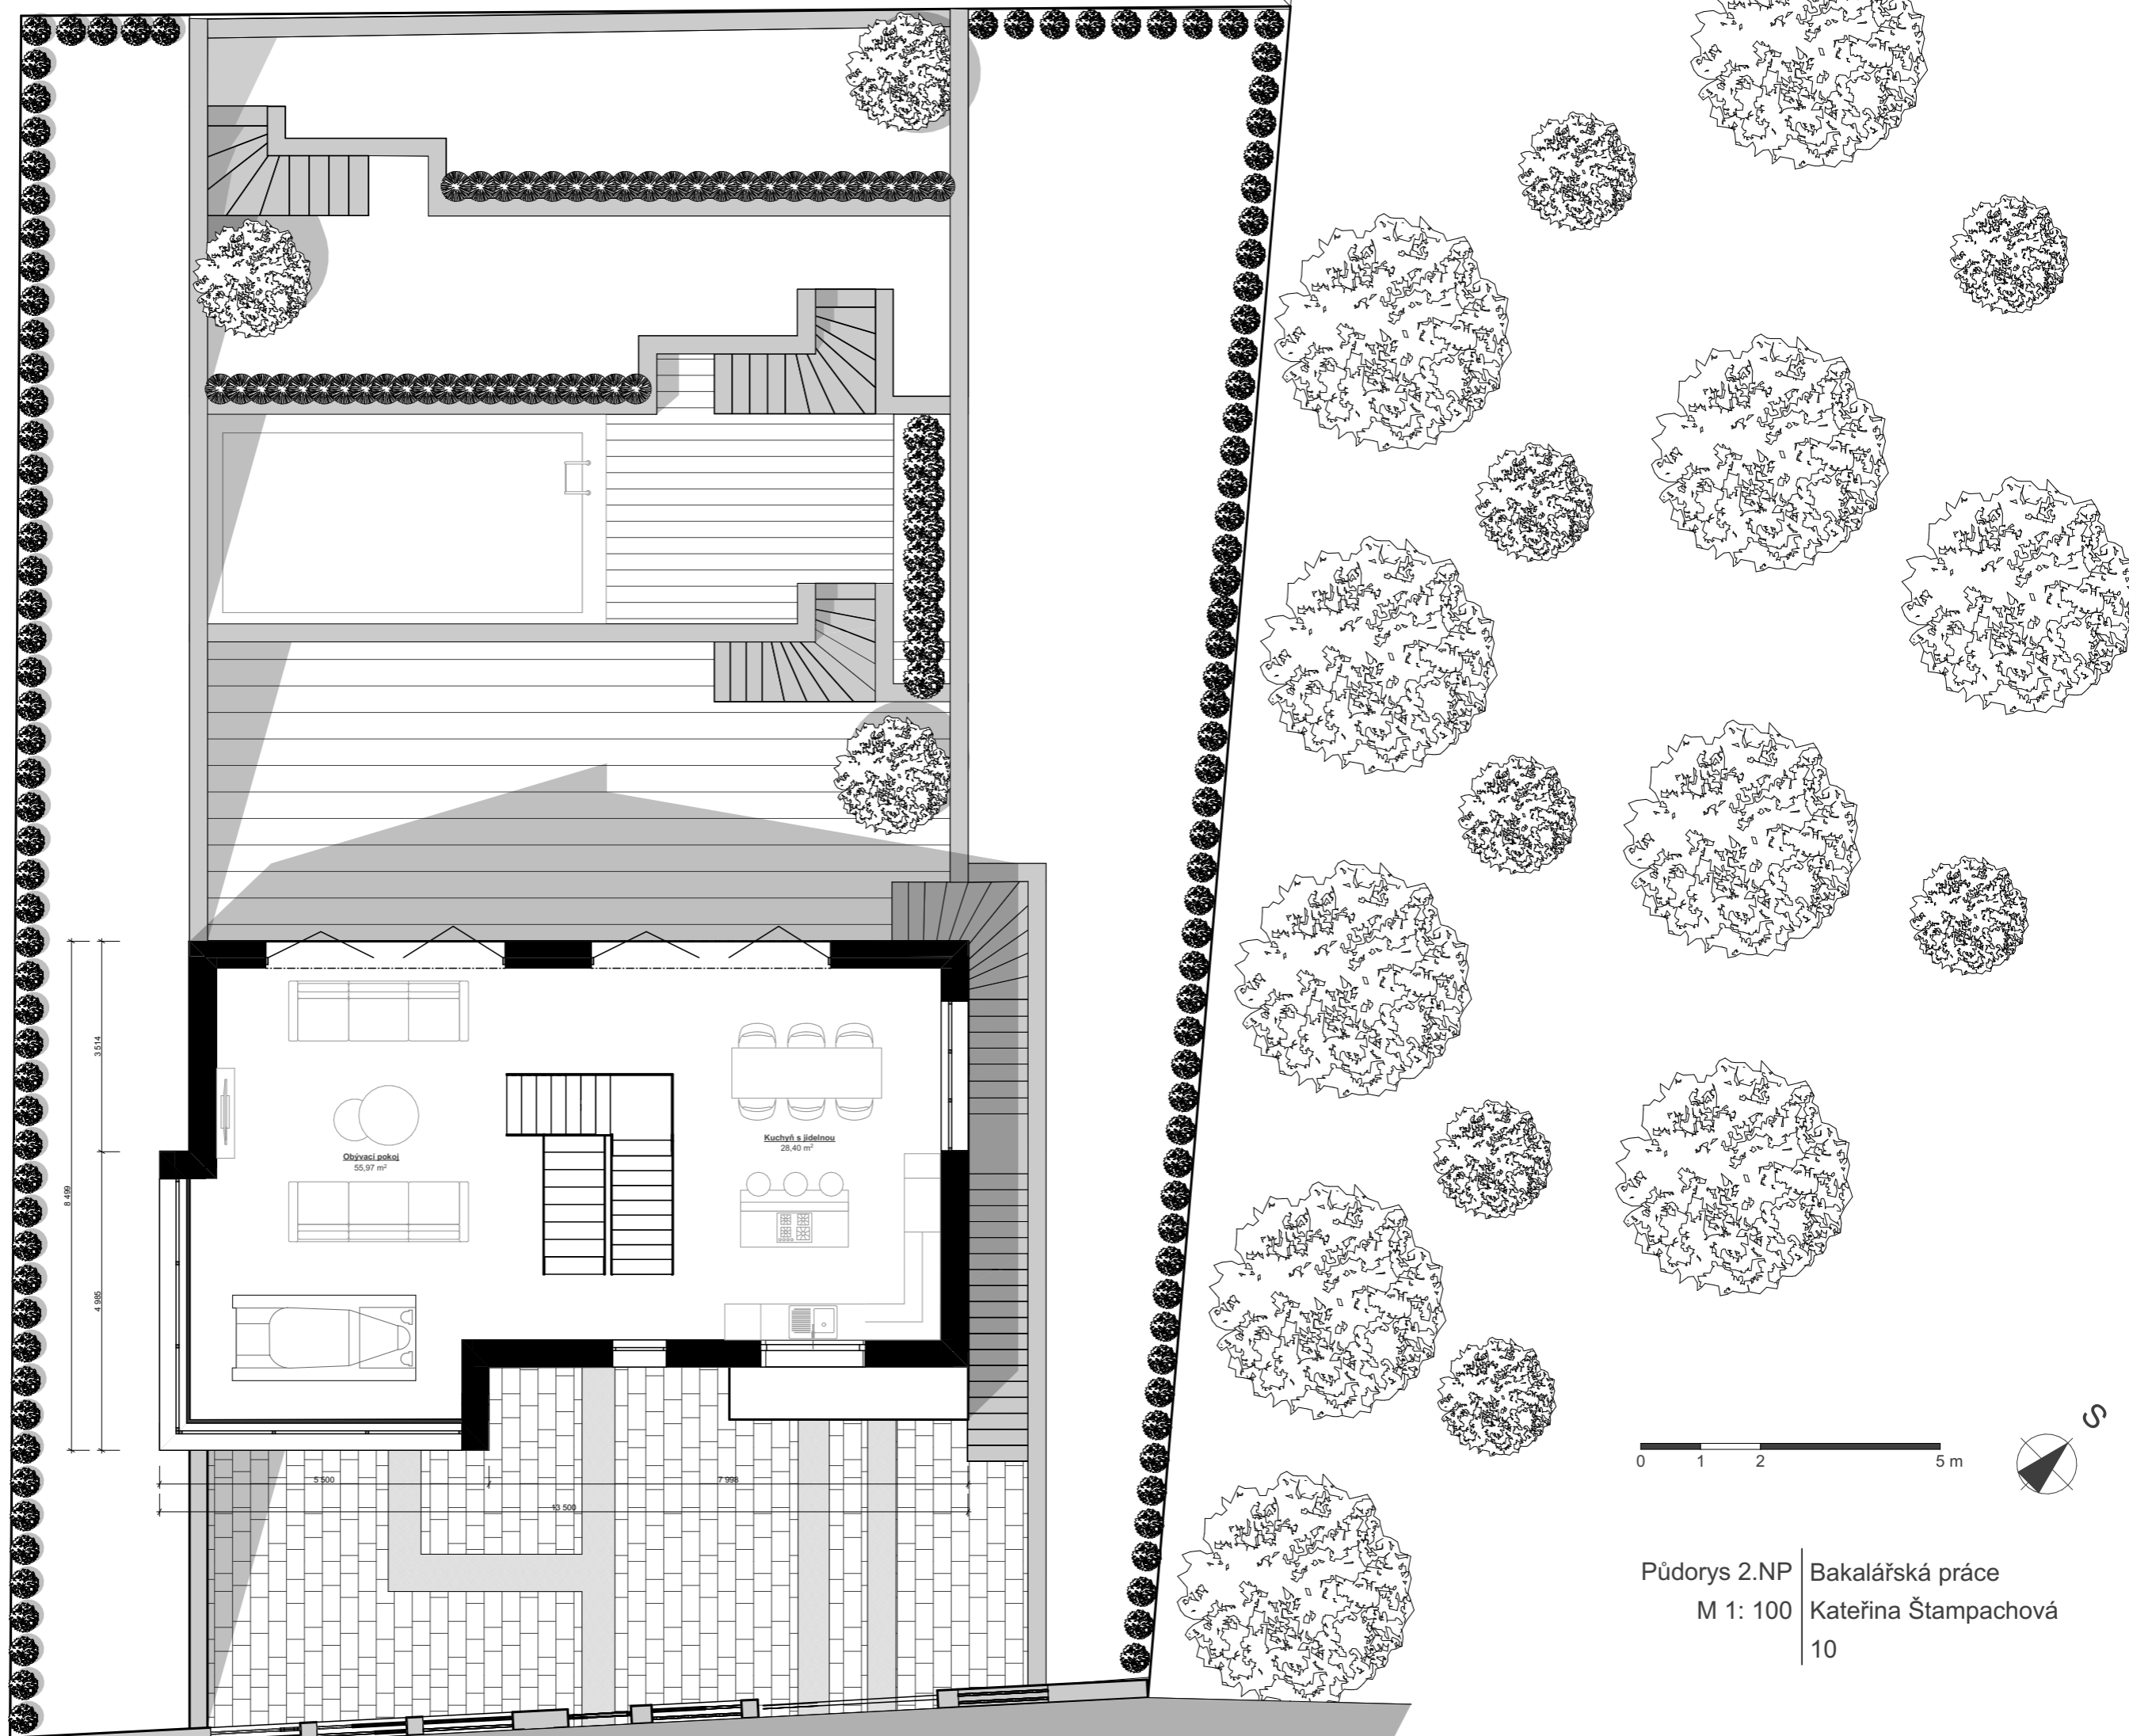 3 514
8 499
4 985
Obývací pokoj
55,97 m²
Kuchyň s jídelnou
28,40 m²
5 500
7 998
13 500
S
0 1 2 5 m
Půdorys 2.NP
M 1: 100
Bakalářská práce
Kateřina Štampachová
10